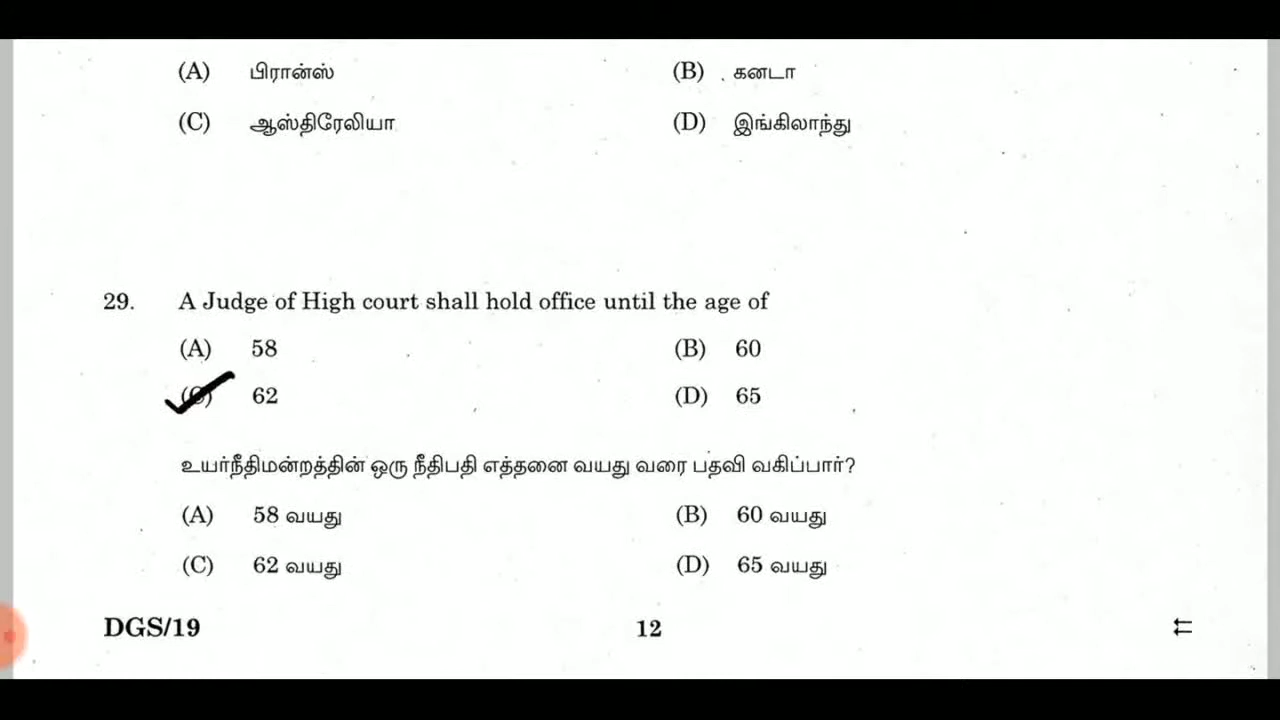 (A) பிரான்ஸ் (B) கனடா
(C) ஆஸ்திரேலியா (D) இங்கிலாந்து
29. A Judge of High court shall hold office until the age of
(A) 58 (B) 60
(C) 62 (D) 65
உயர்நீதிமன்றத்தின் ஒரு நீதிபதி எத்தனை வயது வரை பதவி வகிப்பார்?
(A) 58 வயது (B) 60 வயது
(C) 62 வயது (D) 65 வயது
DGS/19 12